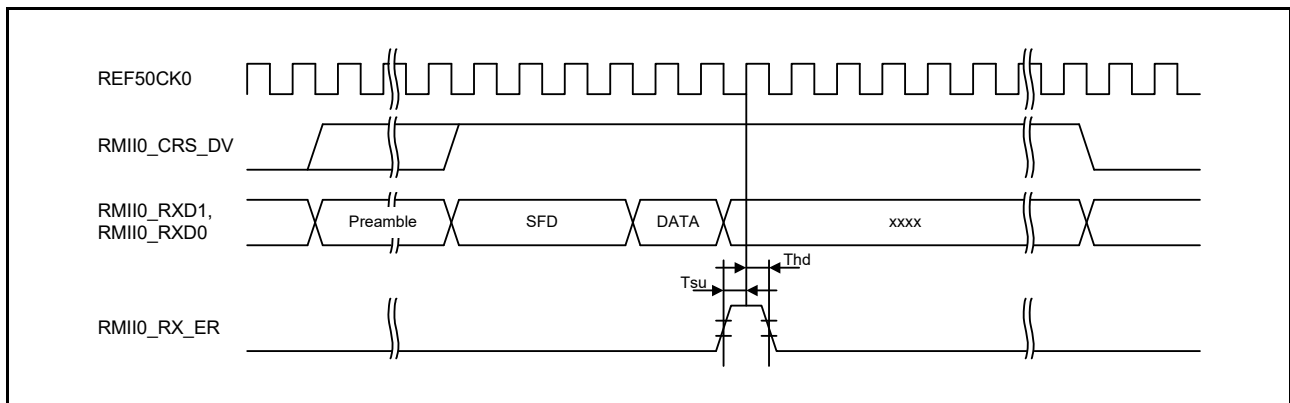 REF50CK0
RMII0_CRS_DV
RMII0_RXD1,
RMII0_RXD0
Preamble
SFD
DATA
xxxx
Thd
Tsu
RMII0_RX_ER